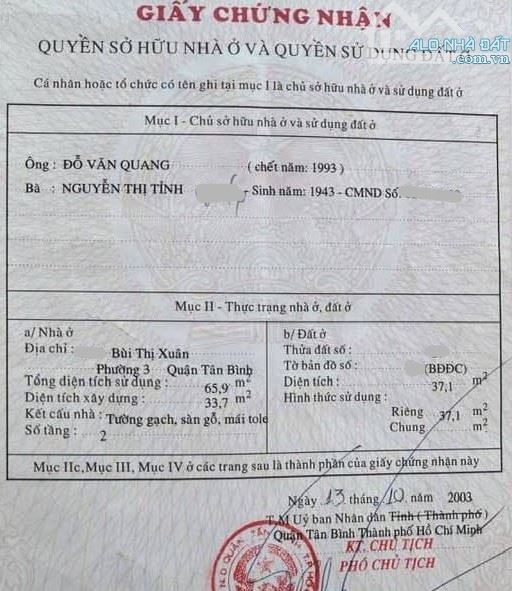 GIẤY CHỨNG NHẬN
QUYỀN SỞ HỮU NHÀ Ở VÀ QUYỀN SỬ DỤNG ĐẤT Ở
ALO NHÀ ĐẤT
.com.vn
Cá nhân hoặc tổ chức có tên ghi tại mục I là chủ sở hữu nhà ở và sử dụng đất ở
Mục I - Chủ sở hữu nhà ở và sử dụng đất ở
Ông : ĐỖ VĂN QUANG (chết năm: 1993)
Bà : NGUYỄN THỊ TỈNH - Sinh năm: 1943 - CMND Số.
Mục II - Thực trạng nhà ở, đất ở
a/ Nhà ở
Địa chỉ : Bùi Thị Xuân
Phường 3 Quận Tân Bình
Tổng diện tích sử dụng : 65,9 m2
Diện tích xây dựng : 33,7 m2
Kết cấu nhà : Tường gạch, sàn gỗ, mái tole
Số tầng : 2
b/ Đất ở
Thửa đất số :
Tờ bản đồ số : (BĐĐC)
Diện tích : 37,1 m2
Hình thức sử dụng :
Riêng 37,1 m2
Chung m2
Mục IIc, Mục III, Mục IV ở các trang sau là thành phần của giấy chứng nhận này
Ngày 13 tháng 10 năm 2003
T.M Uỷ ban Nhân dân Tỉnh (Thành phố)
Quận Tân Bình Thành phố Hồ Chí Minh
KT. CHỦ TỊCH
PHÓ CHỦ TỊCH